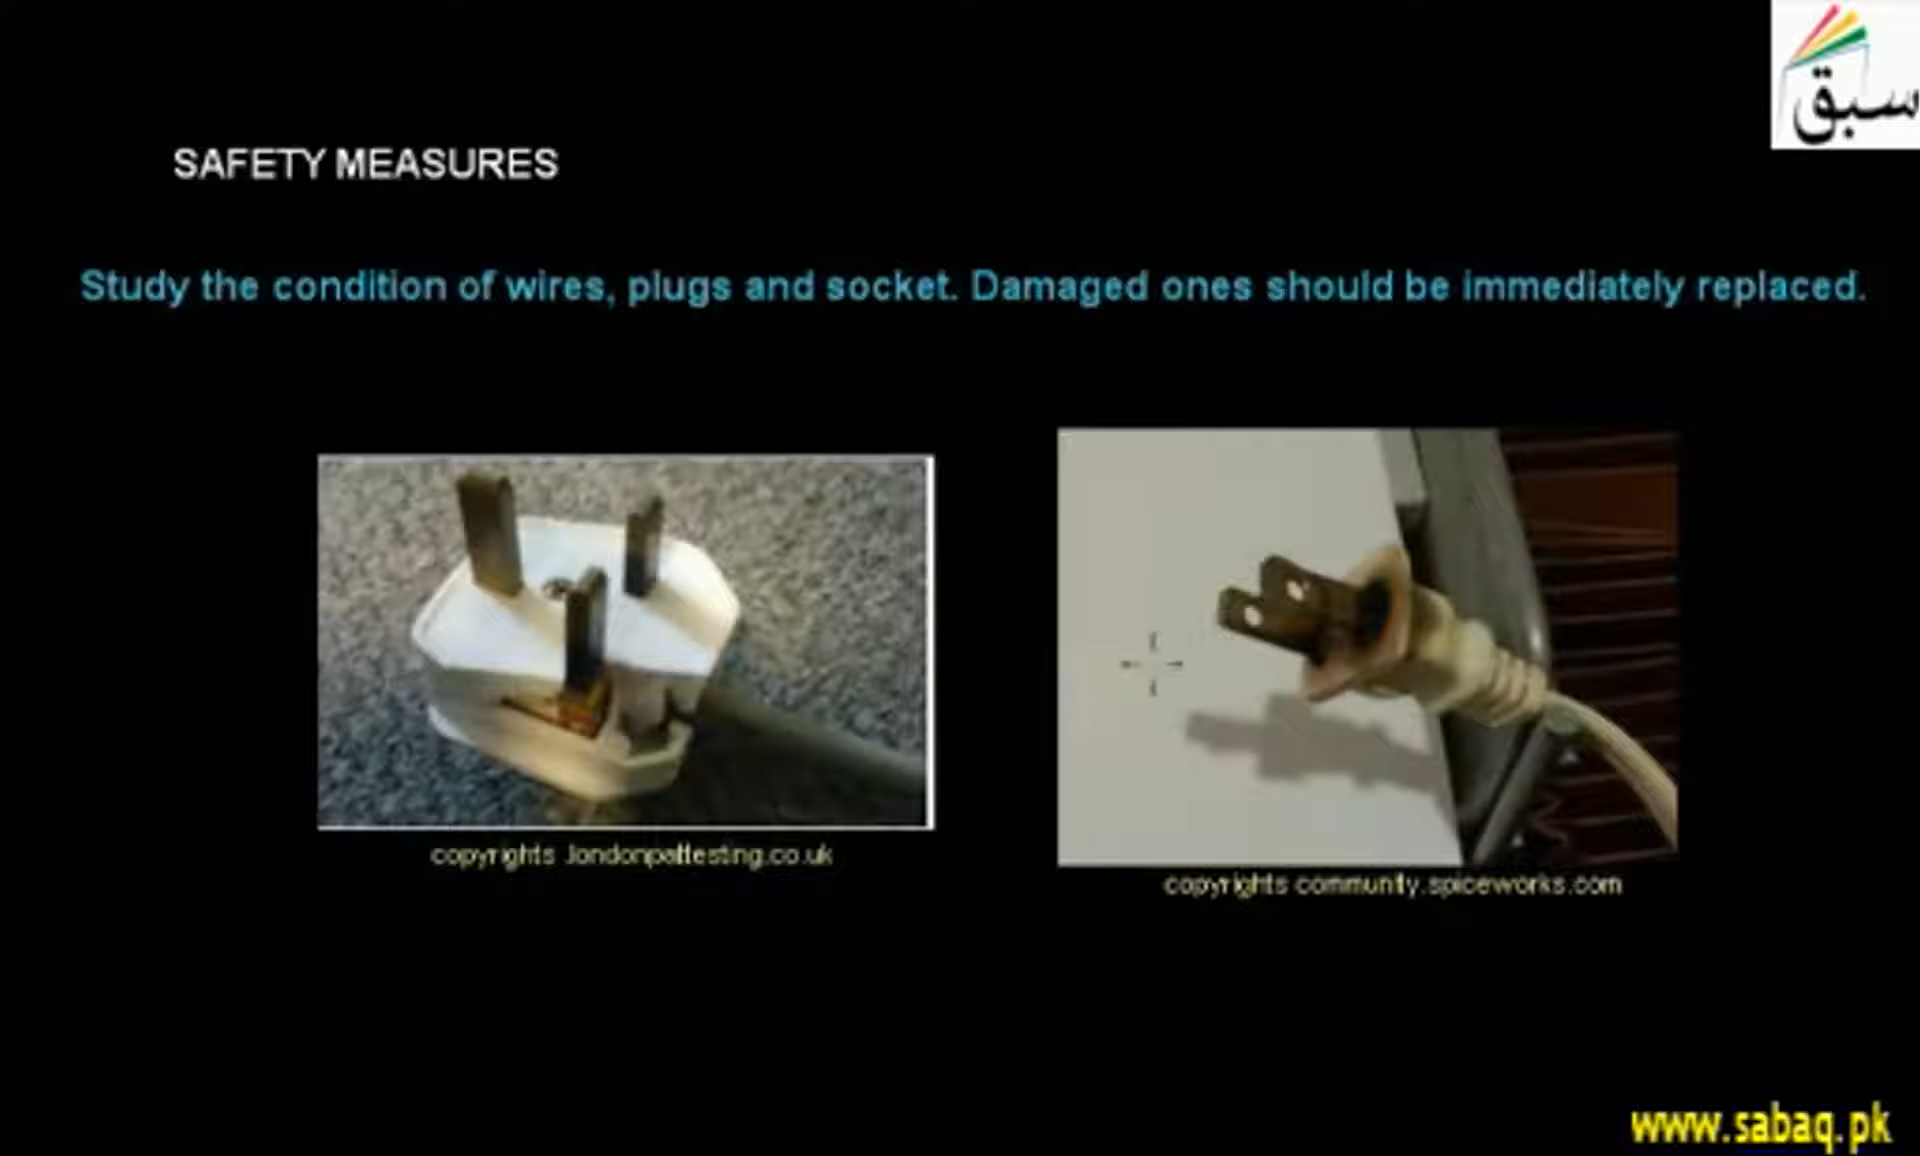 سبق
SAFETY MEASURES
Study the condition of wires, plugs and socket. Damaged ones should be immediately replaced.
copyrights londonpattesting.co.uk
copyrights community.spiceworks.com
www.sabaq.pk